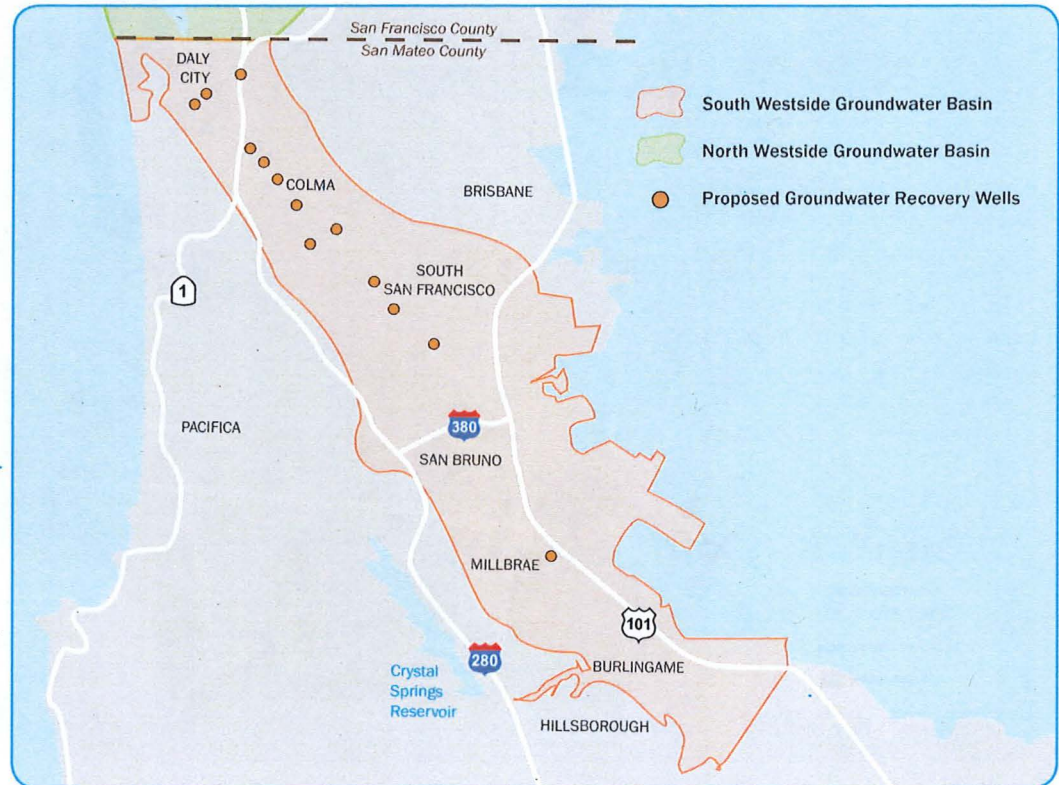 San Francisco County
San Mateo County
DALY
CITY
South Westside Groundwater Basin
North Westside Groundwater Basin
Proposed Groundwater Recovery Wells
COLMA
BRISBANE
SOUTH
SAN FRANCISCO
1
PACIFICA
380
SAN BRUNO
MILLBRAE
101
280
BURLINGAME
Crystal
Springs
Reservoir
HILLSBOROUGH